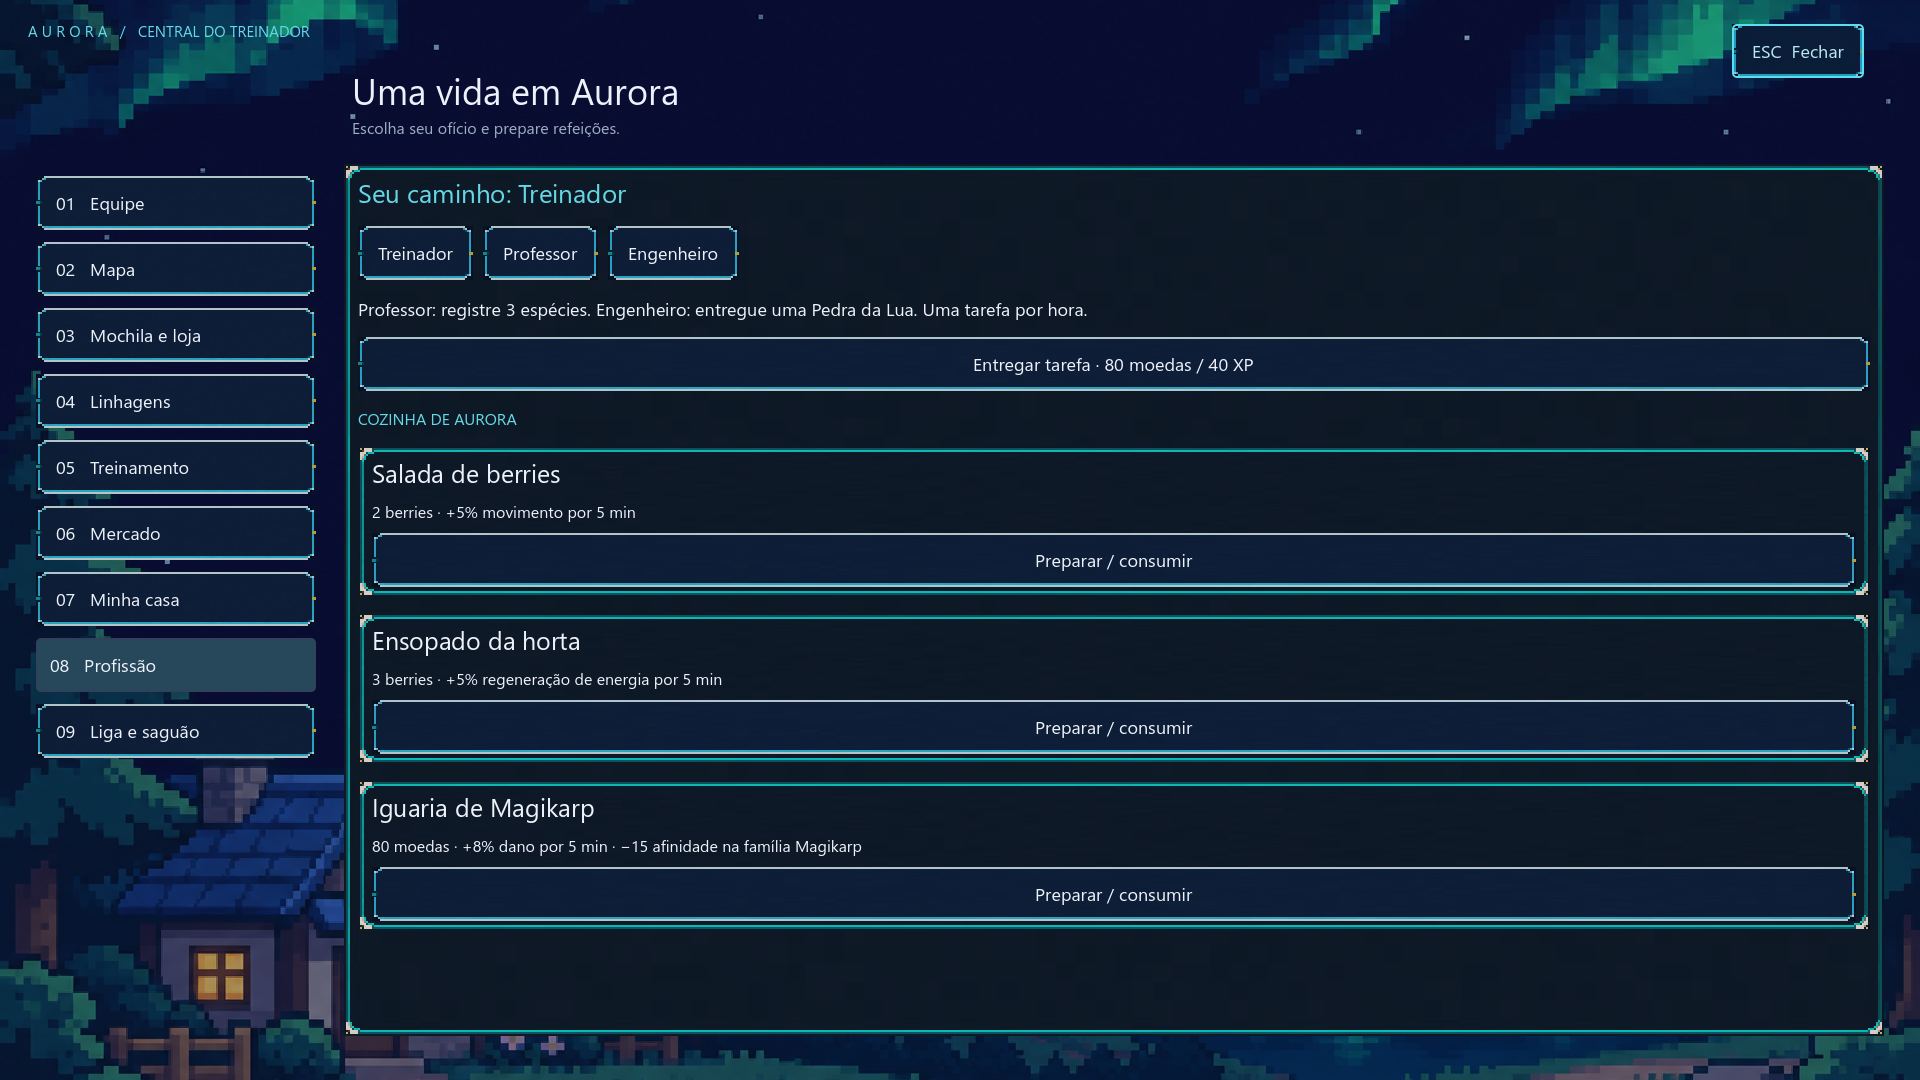 AURORA / CENTRAL DO TREINADOR
ESC Fechar
Uma vida em Aurora
Escolha seu ofício e prepare refeições.
01 Equipe
02 Mapa
03 Mochila e loja
04 Linhagens
05 Treinamento
06 Mercado
07 Minha casa
08 Profissão
09 Liga e saguão
Seu caminho: Treinador
Treinador Professor Engenheiro
Professor: registre 3 espécies. Engenheiro: entregue uma Pedra da Lua. Uma tarefa por hora.
Entregar tarefa · 80 moedas / 40 XP
COZINHA DE AURORA
Salada de berries
2 berries · +5% movimento por 5 min
Preparar / consumir
Ensopado da horta
3 berries · +5% regeneração de energia por 5 min
Preparar / consumir
Iguaria de Magikarp
80 moedas · +8% dano por 5 min · −15 afinidade na família Magikarp
Preparar / consumir